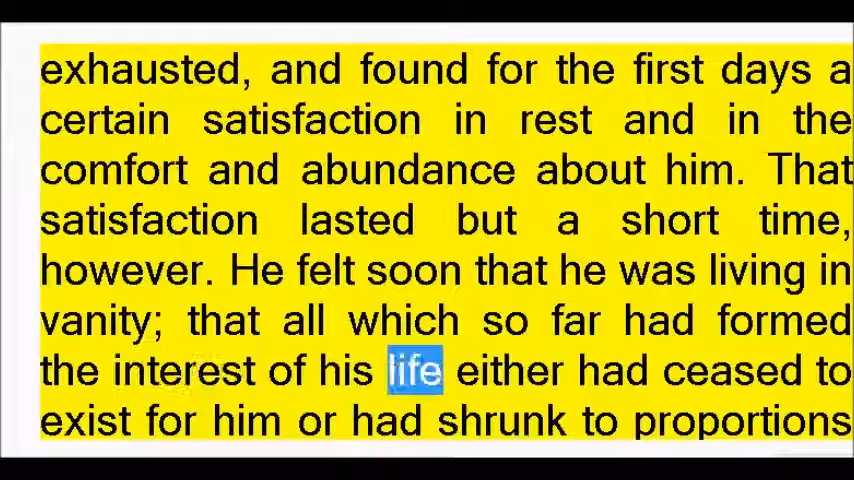 exhausted, and found for the first days a
certain satisfaction in rest and in the
comfort and abundance about him. That
satisfaction lasted but a short time,
however. He felt soon that he was living in
vanity; that all which so far had formed
the interest of his life either had ceased to
exist for him or had shrunk to proportions